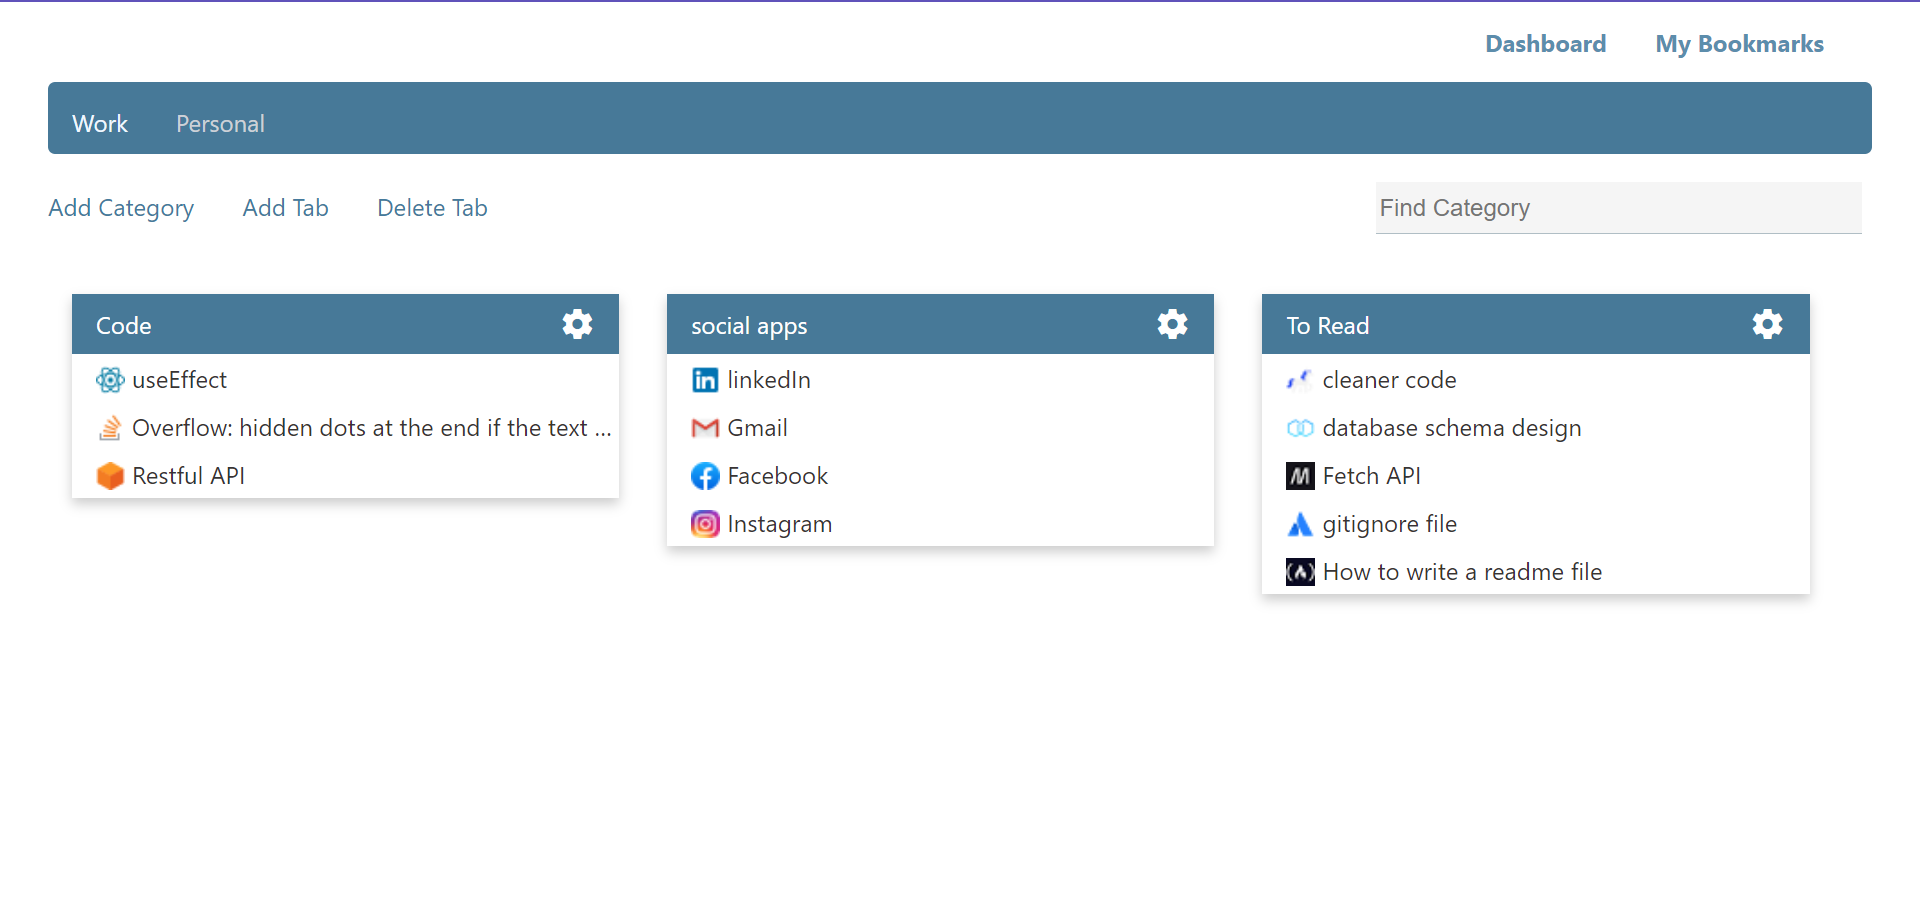 Dashboard My Bookmarks
Work Personal
Add Category Add Tab Delete Tab Find Category
Code
useEffect
Overflow: hidden dots at the end if the text ...
Restful API
social apps
linkedIn
Gmail
Facebook
Instagram
To Read
cleaner code
database schema design
Fetch API
gitignore file
How to write a readme file